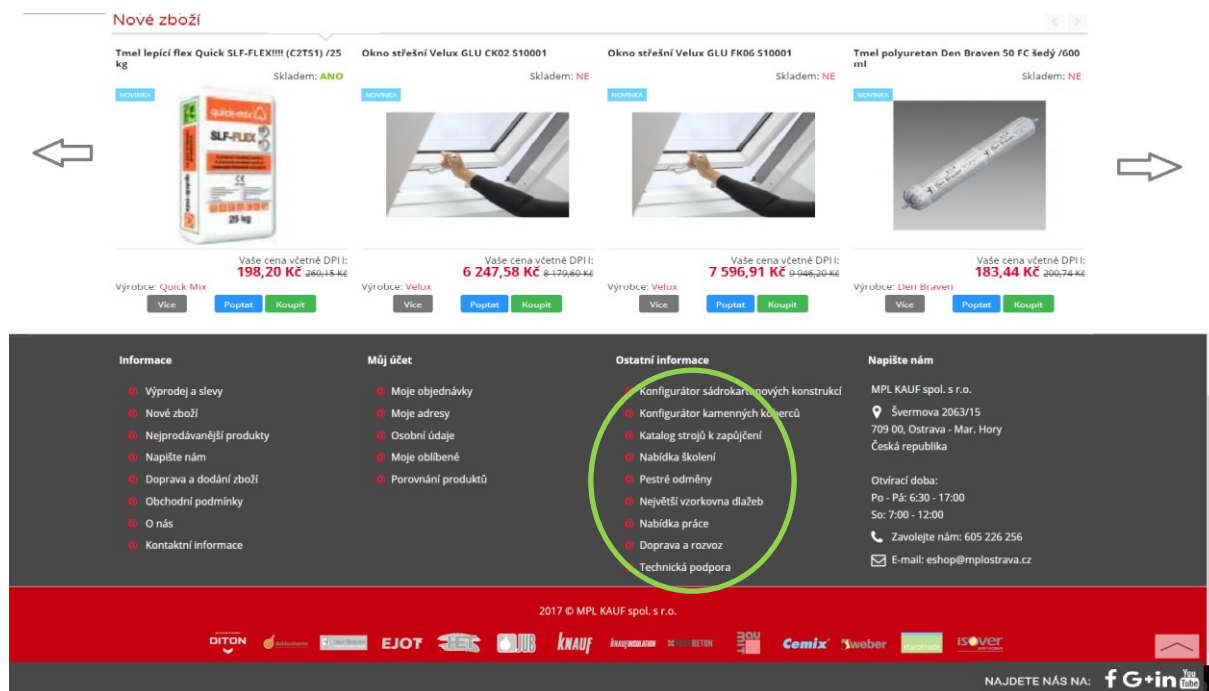 Nové zboží
Tmel lepící flex Quick SLF-FLEX!!!! (C2TS1) /25 kg
Skladem: ANO
NOVINKA
quick-mix
SLF-FLEX
25 kg
Vaše cena včetně DPH:
198,20 Kč 260,15 Kč
Výrobce: Quick Mix
Více Poptat Koupit
Okno střešní Velux GLU CK02 S10001
Skladem: NE
NOVINKA
Vaše cena včetně DPH:
6 247,58 Kč 8 179,60 Kč
Výrobce: Velux
Více Poptat Koupit
Okno střešní Velux GLU FK06 S10001
Skladem: NE
NOVINKA
Vaše cena včetně DPH:
7 596,91 Kč 9 946,20 Kč
Výrobce: Velux
Více Poptat Koupit
Tmel polyuretan Den Braven 50 FC šedý /600 ml
Skladem: NE
NOVINKA
Den Braven
Vaše cena včetně DPH:
183,44 Kč 200,74 Kč
Výrobce: Den Braven
Více Poptat Koupit
Informace
Výprodej a slevy
Nové zboží
Nejprodávanější produkty
Napište nám
Doprava a dodání zboží
Obchodní podmínky
O nás
Kontaktní informace
Můj účet
Moje objednávky
Moje adresy
Osobní údaje
Moje oblíbené
Porovnání produktů
Ostatní informace
Konfigurátor sádrokartonových konstrukcí
Konfigurátor kamenných koberců
Katalog strojů k zapůjčení
Nabídka školení
Pestré odměny
Největší vzorkovna dlažeb
Nabídka práce
Doprava a rozvoz
Technická podpora
Napište nám
MPL KAUF spol. s r.o.
Švermova 2063/15
709 00, Ostrava - Mar. Hory
Česká republika
Otvírací doba:
Po - Pá: 6:30 - 17:00
So: 7:00 - 12:00
Zavolejte nám: 605 226 256
E-mail: eshop@mplostrava.cz
2017 © MPL KAUF spol. s r.o.
DITON Den Braven EJOT JUB KNAUF KNAUFINSULATION Cemix weber styrotrade ISOVER
NAJDETE NÁS NA: f G+ in You Tube